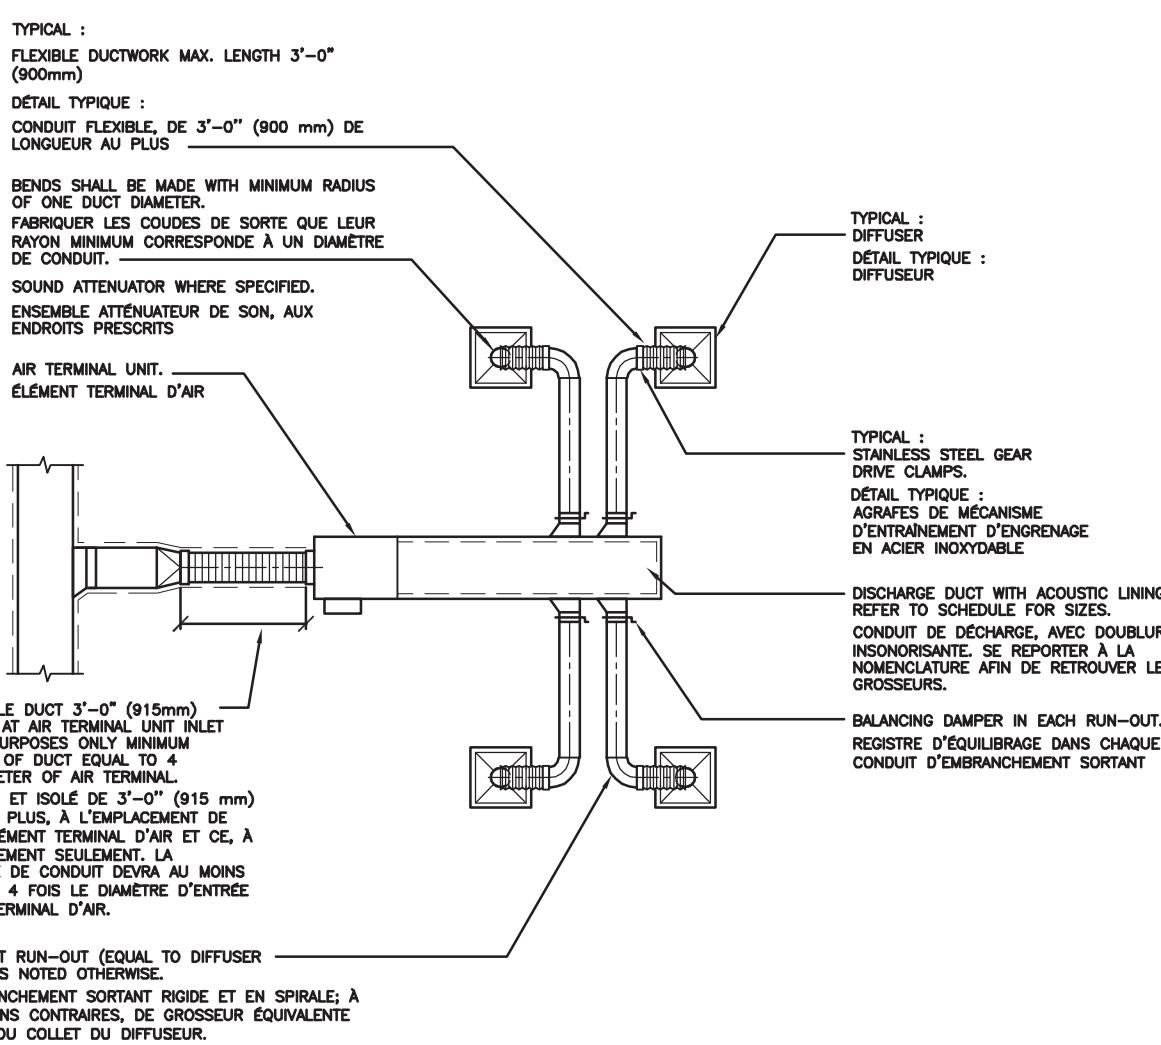 TYPICAL :
FLEXIBLE DUCTWORK MAX. LENGTH 3'-0"
(900mm)
DÉTAIL TYPIQUE :
CONDUIT FLEXIBLE, DE 3'-0'' (900 mm) DE
LONGUEUR AU PLUS
BENDS SHALL BE MADE WITH MINIMUM RADIUS
OF ONE DUCT DIAMETER.
FABRIQUER LES COUDES DE SORTE QUE LEUR
RAYON MINIMUM CORRESPONDE À UN DIAMÈTRE
DE CONDUIT.
SOUND ATTENUATOR WHERE SPECIFIED.
ENSEMBLE ATTÉNUATEUR DE SON, AUX
ENDROITS PRESCRITS
AIR TERMINAL UNIT.
ÉLÉMENT TERMINAL D'AIR
LE DUCT 3'-0" (915mm)
AT AIR TERMINAL UNIT INLET
URPOSES ONLY MINIMUM
OF DUCT EQUAL TO 4
ETER OF AIR TERMINAL.
ET ISOLÉ DE 3'-0'' (915 mm)
PLUS, À L'EMPLACEMENT DE
ÉMENT TERMINAL D'AIR ET CE, À
EMENT SEULEMENT. LA
DE CONDUIT DEVRA AU MOINS
4 FOIS LE DIAMÈTRE D'ENTRÉE
ERMINAL D'AIR.
T RUN-OUT (EQUAL TO DIFFUSER
S NOTED OTHERWISE.
NCHEMENT SORTANT RIGIDE ET EN SPIRALE; À
NS CONTRAIRES, DE GROSSEUR ÉQUIVALENTE
DU COLLET DU DIFFUSEUR.
TYPICAL :
DIFFUSER
DÉTAIL TYPIQUE :
DIFFUSEUR
TYPICAL :
STAINLESS STEEL GEAR
DRIVE CLAMPS.
DÉTAIL TYPIQUE :
AGRAFES DE MÉCANISME
D'ENTRAÎNEMENT D'ENGRENAGE
EN ACIER INOXYDABLE
DISCHARGE DUCT WITH ACOUSTIC LINING
REFER TO SCHEDULE FOR SIZES.
CONDUIT DE DÉCHARGE, AVEC DOUBLUR
INSONORISANTE. SE REPORTER À LA
NOMENCLATURE AFIN DE RETROUVER LE
GROSSEURS.
BALANCING DAMPER IN EACH RUN-OUT.
REGISTRE D'ÉQUILIBRAGE DANS CHAQUE
CONDUIT D'EMBRANCHEMENT SORTANT